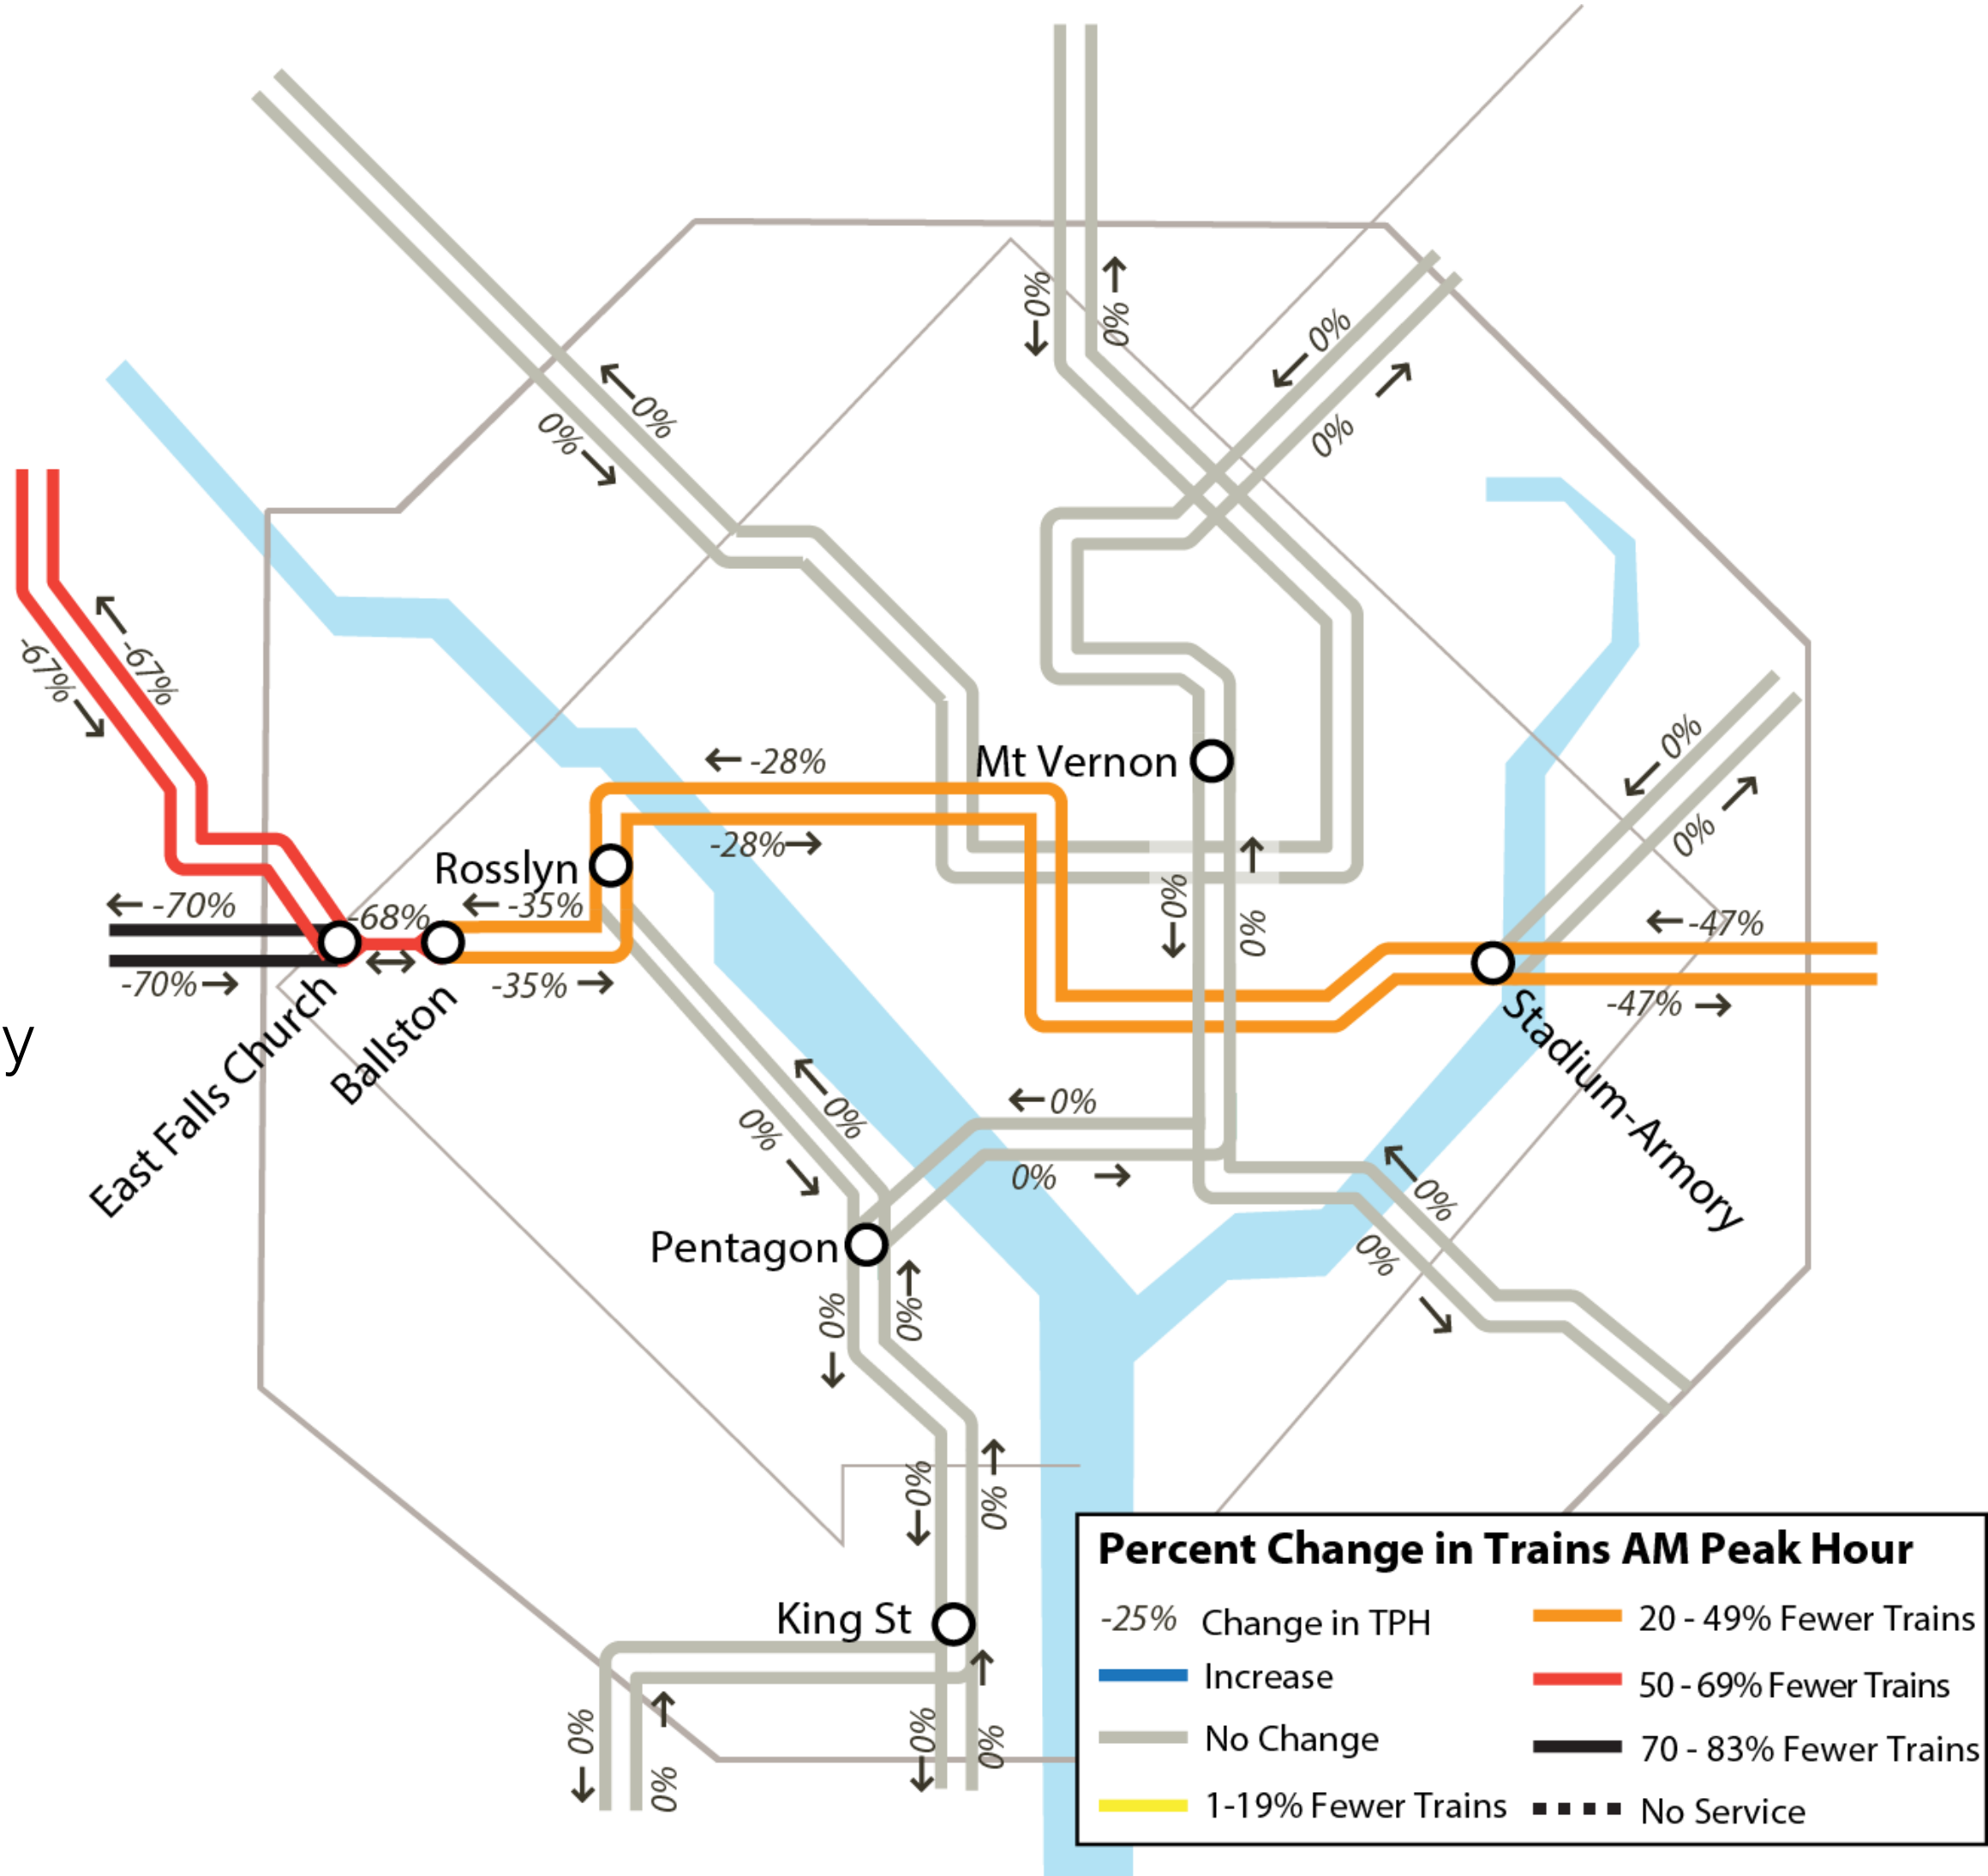 0%
0%
0%
0%
0%
0%
0%
0%
-67%
-67%
-28%
Mt Vernon
-28%
Rosslyn
-70%
-68%
-35%
-70%
-35%
0%
0%
0%
0%
-47%
-47%
y
East Falls Church
Ballston
Stadium-Armory
0%
0%
0%
0%
0%
0%
Pentagon
0%
0%
0%
0%
King St
0%
0%
0%
0%
Percent Change in Trains AM Peak Hour
-25% Change in TPH
Increase
No Change
1-19% Fewer Trains
20 - 49% Fewer Trains
50 - 69% Fewer Trains
70 - 83% Fewer Trains
No Service